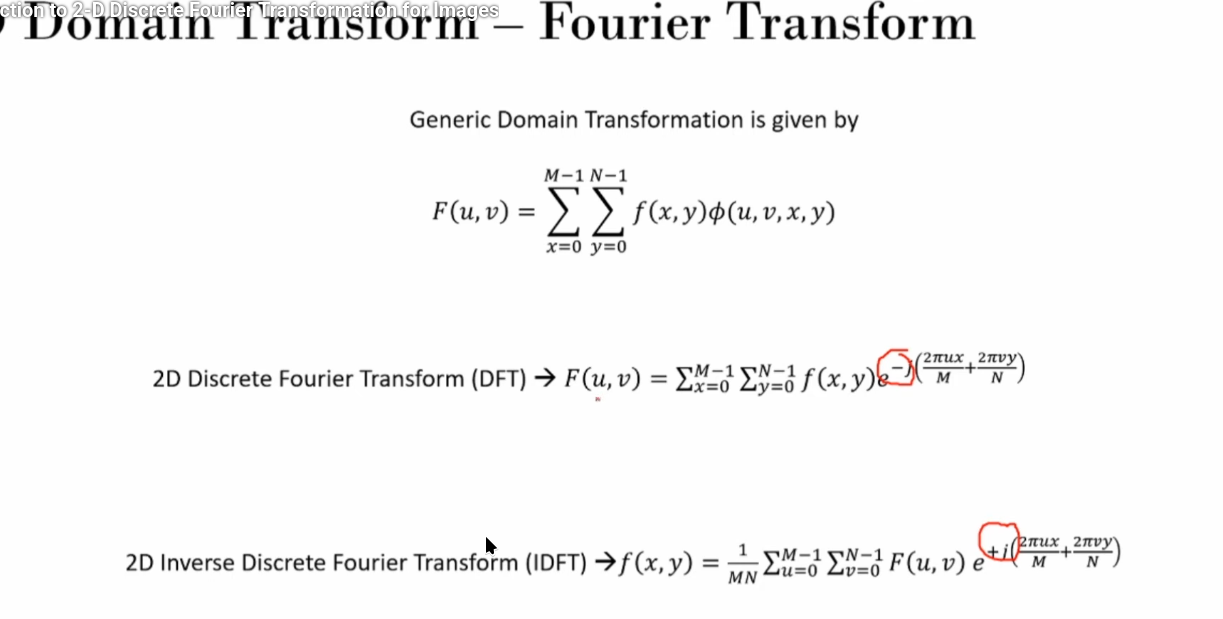 ction to 2-D Discrete Fourier Transformation for Images
Domain Transform – Fourier Transform
Generic Domain Transformation is given by
F(u, v) = ∑_{x=0}^{M−1} ∑_{y=0}^{N−1} f(x, y)ϕ(u, v, x, y)
2D Discrete Fourier Transform (DFT) → F(u, v) = ∑_{x=0}^{M−1} ∑_{y=0}^{N−1} f(x, y)e^{−j(2πux/M + 2πvy/N)}
2D Inverse Discrete Fourier Transform (IDFT) → f(x, y) = 1/MN ∑_{u=0}^{M−1} ∑_{v=0}^{N−1} F(u, v) e^{+i(2πux/M + 2πvy/N)}